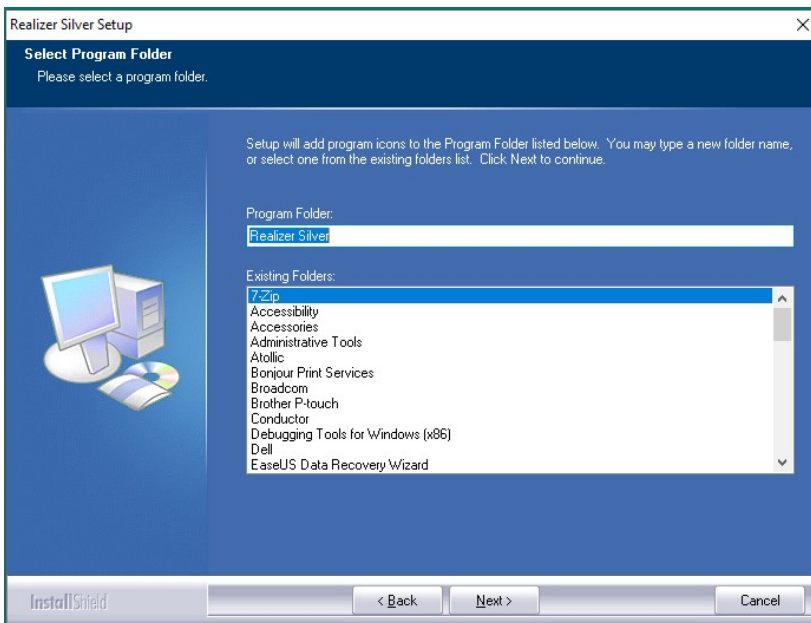 Realizer Silver Setup
Select Program Folder
Please select a program folder.
Setup will add program icons to the Program Folder listed below. You may type a new folder name,
or select one from the existing folders list. Click Next to continue.
Program Folder:
Realizer Silver
Existing Folders:
7-Zip
Accessibility
Accessories
Administrative Tools
Atollic
Bonjour Print Services
Broadcom
Brother P-touch
Conductor
Debugging Tools for Windows (x86)
Dell
EaseUS Data Recovery Wizard
InstallShield
< Back
Next >
Cancel